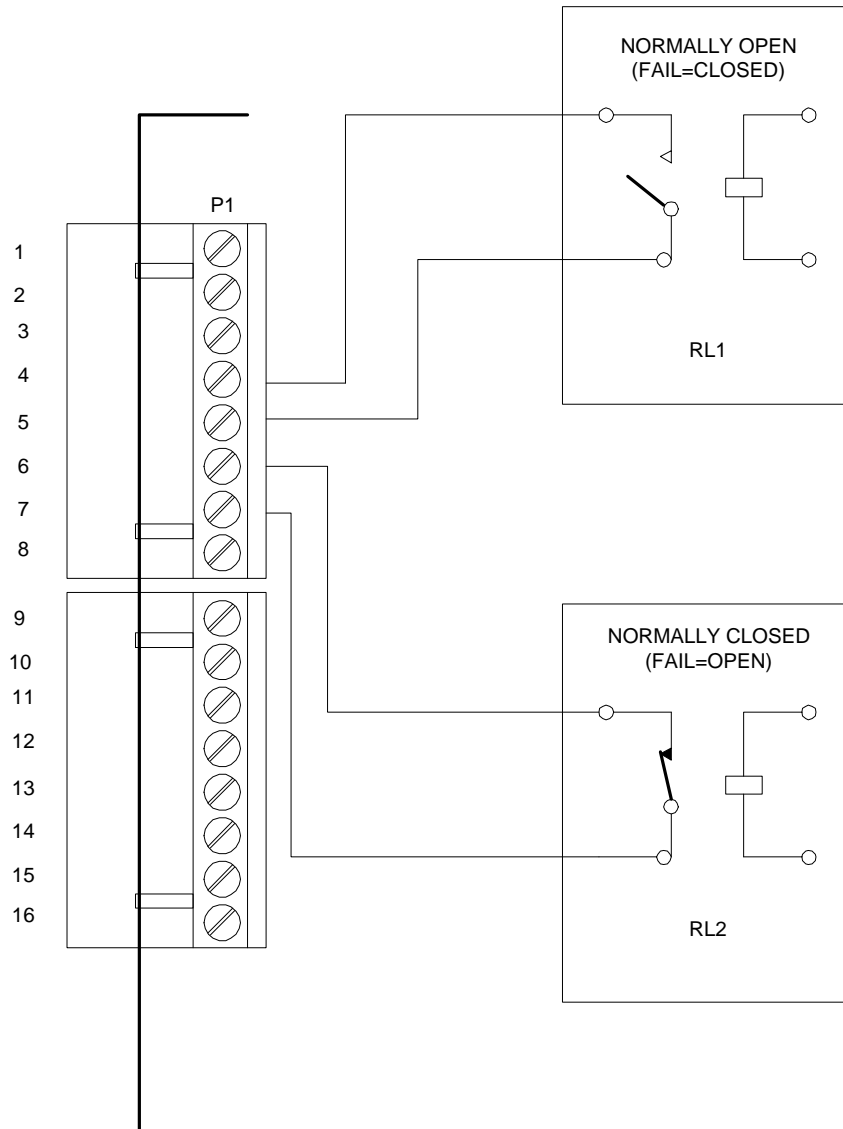 NORMALLY OPEN
(FAIL=CLOSED)
RL1
P1
1
2
3
4
5
6
7
8
9
10
11
12
13
14
15
16
NORMALLY CLOSED
(FAIL=OPEN)
RL2